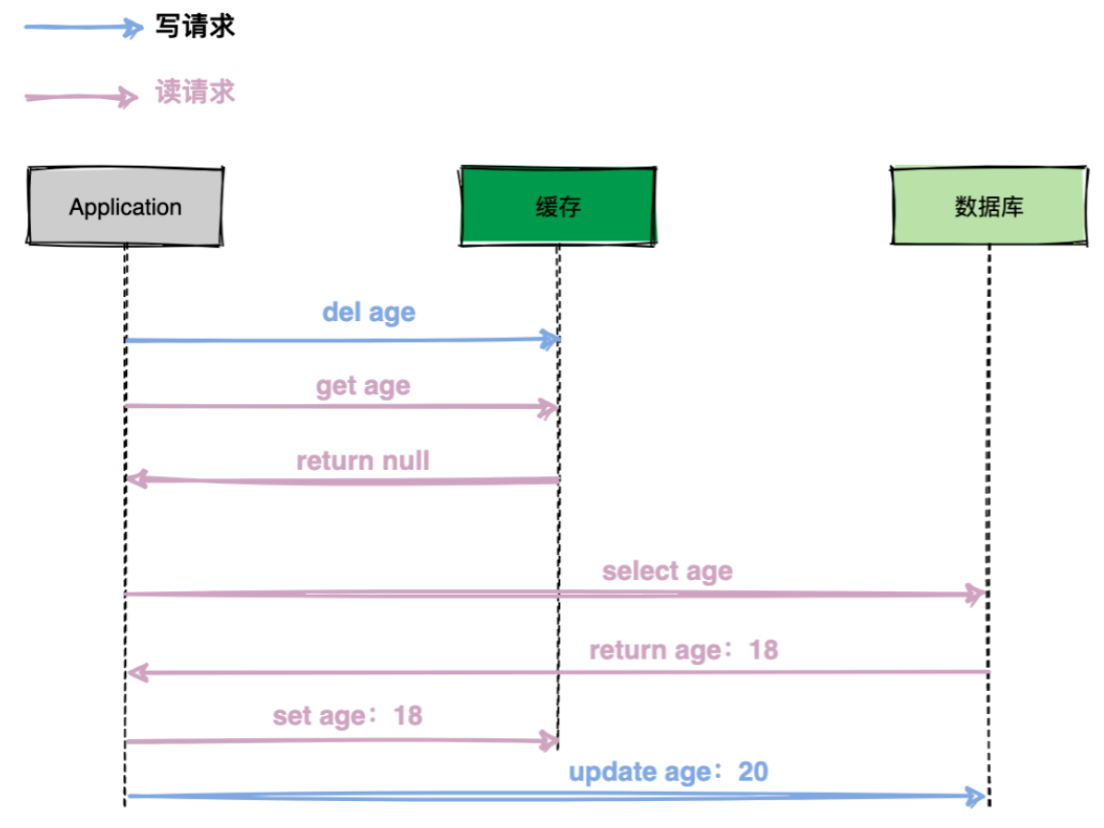 写请求
读请求
Application
缓存
数据库
del age
get age
return null
select age
return age：18
set age：18
update age：20